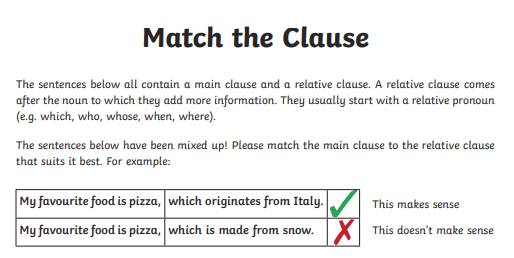 Match the Clause
The sentences below all contain a main clause and a relative clause. A relative clause comes
after the noun to which they add more information. They usually start with a relative pronoun
(e.g. which, who, whose, when, where).
The sentences below have been mixed up! Please match the main clause to the relative clause
that suits it best. For example:
My favourite food is pizza, which originates from Italy. This makes sense
My favourite food is pizza, which is made from snow. This doesn't make sense